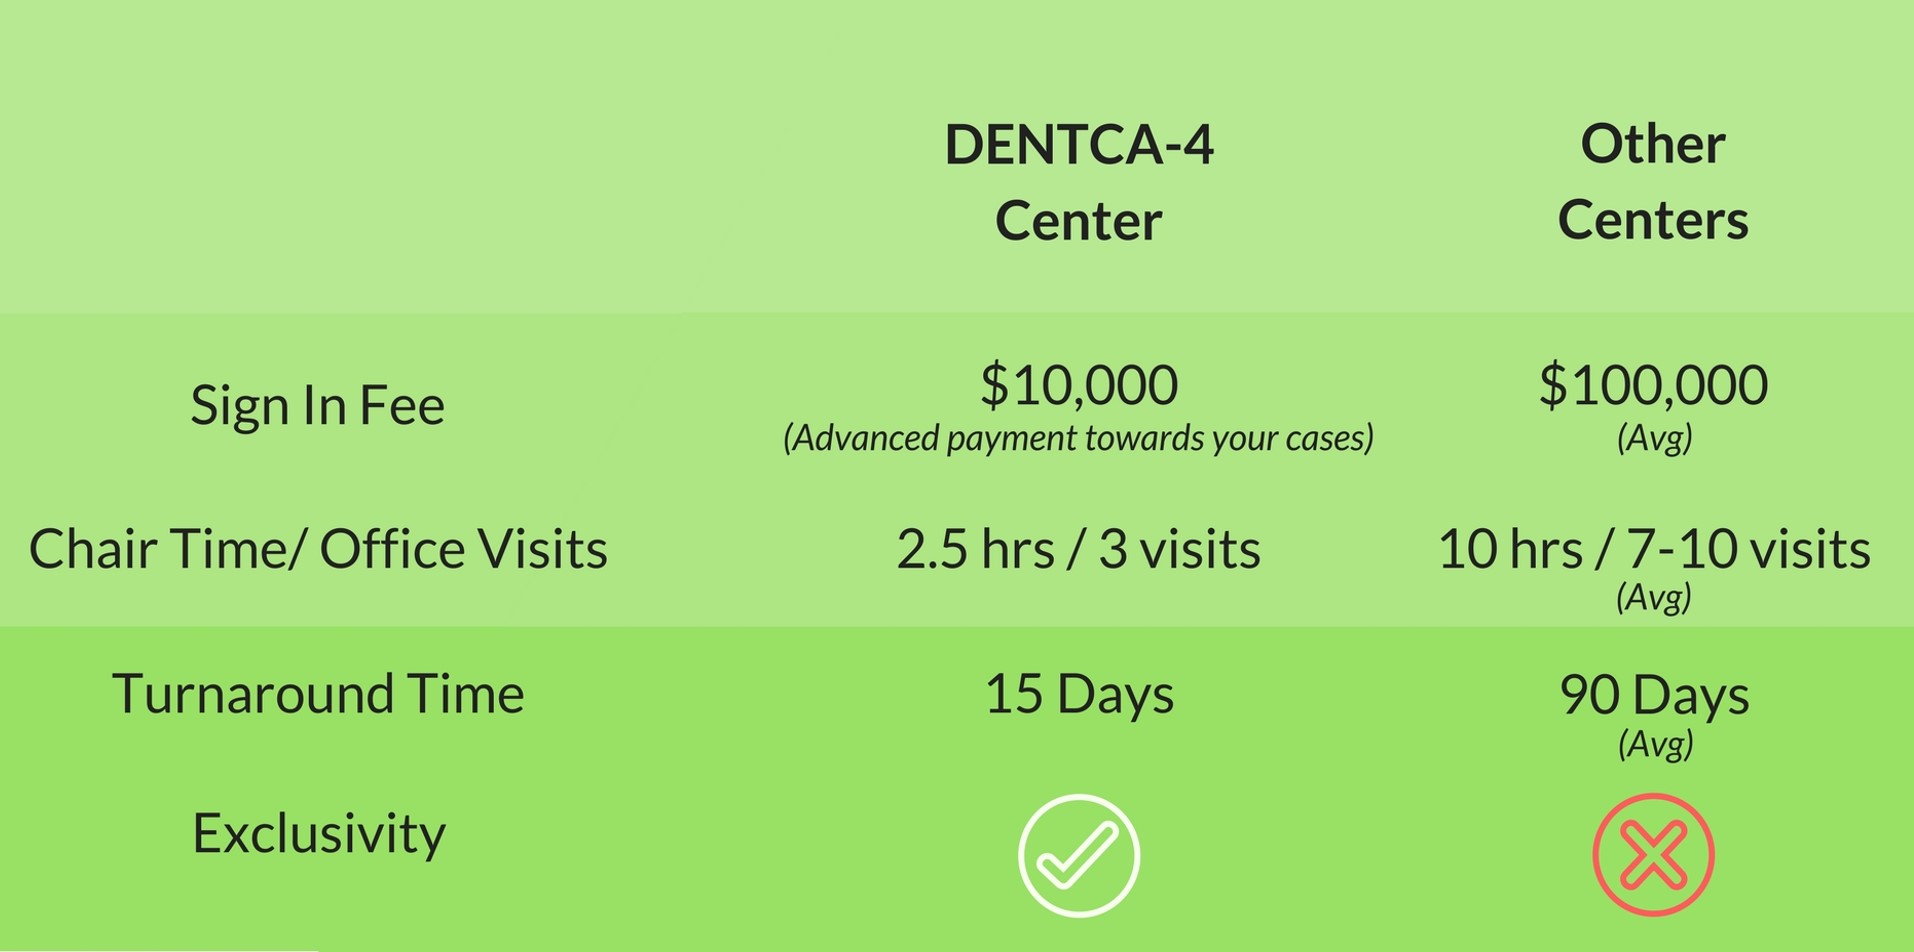 DENTCA-4
Center
Other
Centers
Sign In Fee
$10,000
(Advanced payment towards your cases)
$100,000
(Avg)
Chair Time/ Office Visits
2.5 hrs / 3 visits
10 hrs / 7-10 visits
(Avg)
Turnaround Time
15 Days
90 Days
(Avg)
Exclusivity